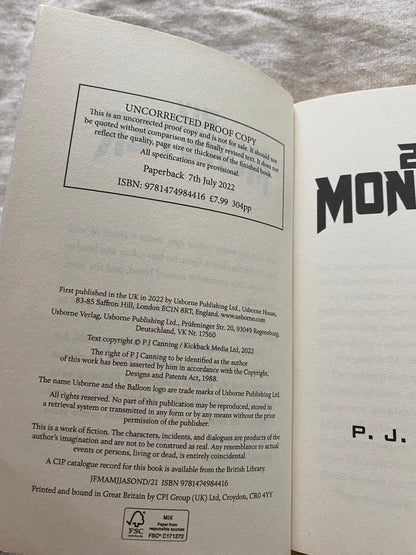 UNCORRECTED PROOF COPY
This is an uncorrected proof copy and is not for sale. It should not
be quoted without comparison to the finally revised text. It does not
reflect the quality, page size or thickness of the finished book.
All specifications are provisional.
Paperback 7th July 2022
ISBN: 9781474984416 £7.99 304pp
First published in the UK in 2022 by Usborne Publishing Ltd., Usborne House,
83-85 Saffron Hill, London EC1N 8RT, England, www.usborne.com
Usborne Verlag, Usborne Publishing Ltd., Prüfeninger Str. 20, 93049 Regensburg,
Deutschland, VK Nr. 17560
Text copyright © P J Canning / Kickback Media Ltd, 2022
The right of P J Canning to be identified as the author
of this work has been asserted by him in accordance with the Copyright,
Designs and Patents Act, 1988.
The name Usborne and the Balloon logo are trade marks of Usborne Publishing Ltd.
All rights reserved. No part of this publication may be reproduced, stored in
a retrieval system or transmitted in any form or by any means without the prior
permission of the publisher.
This is a work of fiction. The characters, incidents, and dialogues are products of the
author's imagination and are not to be construed as real. Any resemblance to actual
events or persons, living or dead, is entirely coincidental.
A CIP catalogue record for this book is available from the British Library.
JFMAMJJASOND/21 ISBN 9781474984416
Printed and bound in Great Britain by CPI Group (UK) Ltd, Croydon, CR0 4YY
FSC
www.fsc.org
MIX
Paper from
responsible sources
FSC® C171272
2
MON
P. J.